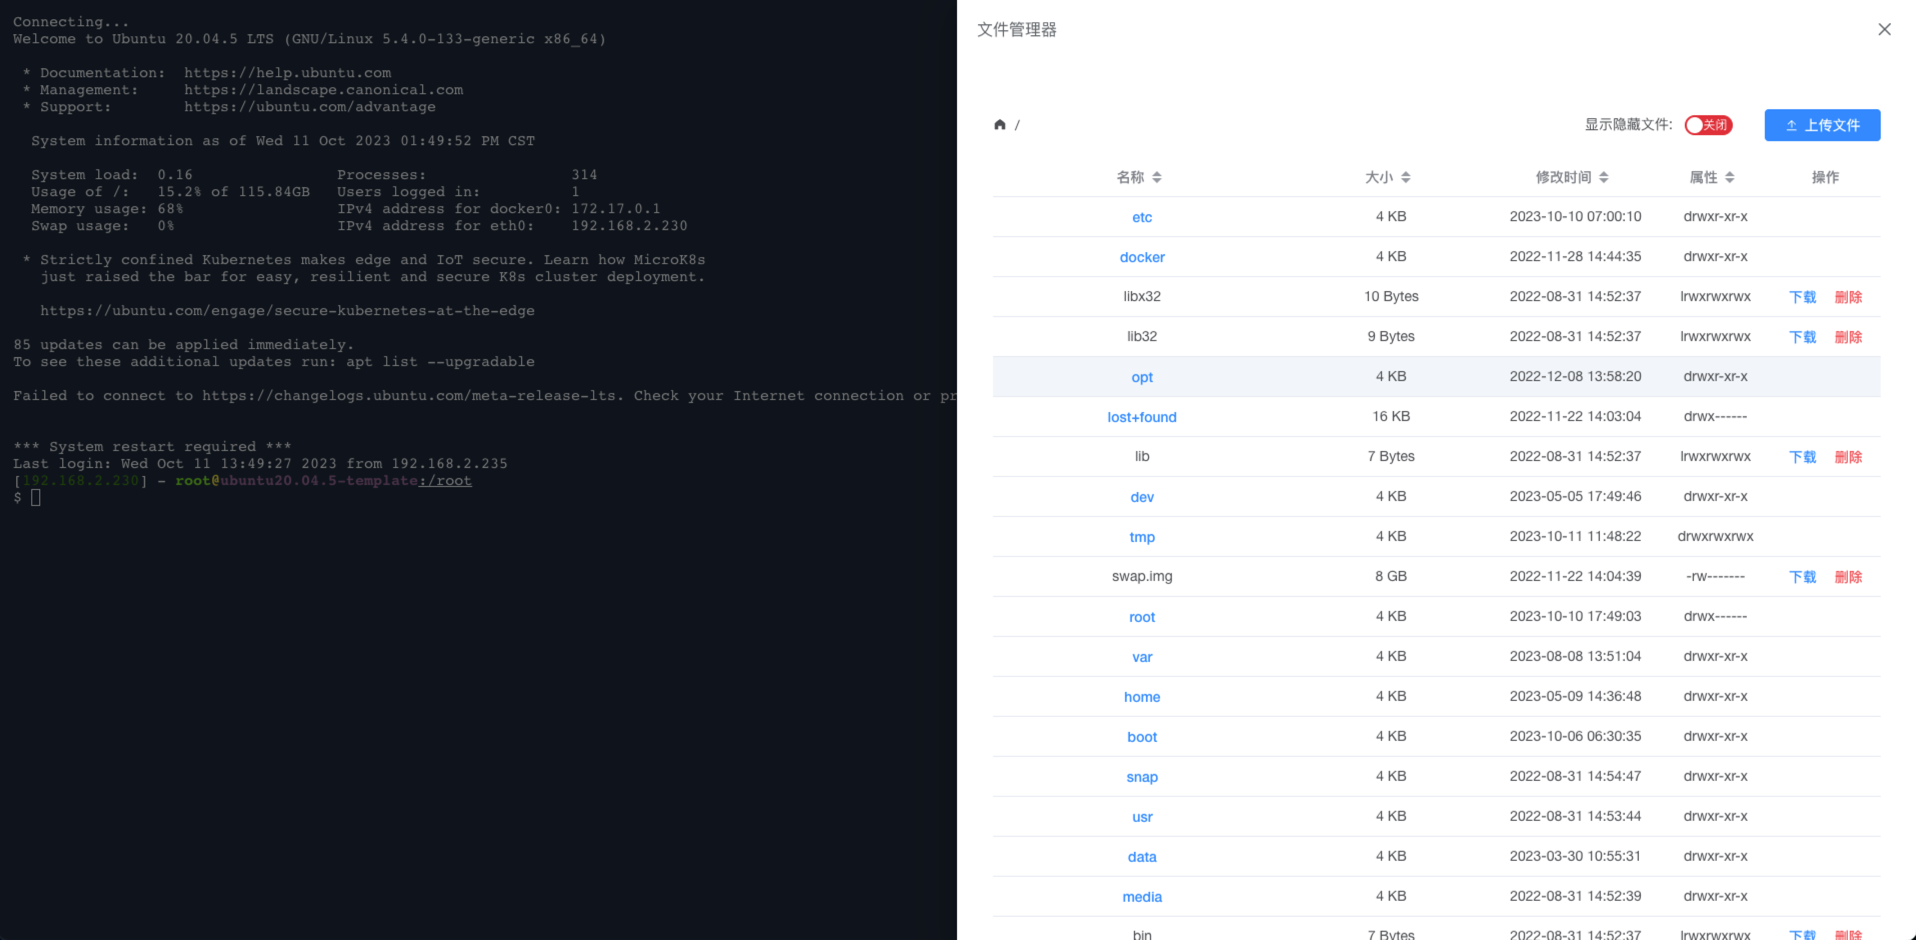 Connecting...
Welcome to Ubuntu 20.04.5 LTS (GNU/Linux 5.4.0-133-generic x86_64)
* Documentation:  https://help.ubuntu.com
* Management:     https://landscape.canonical.com
* Support:        https://ubuntu.com/advantage
System information as of Wed 11 Oct 2023 01:49:52 PM CST
System load:  0.16               Processes:                314
Usage of /:   15.2% of 115.84GB   Users logged in:          1
Memory usage: 68%                 IPv4 address for docker0: 172.17.0.1
Swap usage:   0%                  IPv4 address for eth0:    192.168.2.230
* Strictly confined Kubernetes makes edge and IoT secure. Learn how MicroK8s
just raised the bar for easy, resilient and secure K8s cluster deployment.
https://ubuntu.com/engage/secure-kubernetes-at-the-edge
85 updates can be applied immediately.
To see these additional updates run: apt list --upgradable
Failed to connect to https://changelogs.ubuntu.com/meta-release-lts. Check your Internet connection or pr
*** System restart required ***
Last login: Wed Oct 11 13:49:27 2023 from 192.168.2.235
[192.168.2.230] - root@ubuntu20.04.5-template:/root
$
文件管理器
/
显示隐藏文件: 关闭 上传文件
名称 大小 修改时间 属性 操作
etc 4 KB 2023-10-10 07:00:10 drwxr-xr-x
docker 4 KB 2022-11-28 14:44:35 drwxr-xr-x
libx32 10 Bytes 2022-08-31 14:52:37 lrwxrwxrwx 下载 删除
lib32 9 Bytes 2022-08-31 14:52:37 lrwxrwxrwx 下载 删除
opt 4 KB 2022-12-08 13:58:20 drwxr-xr-x
lost+found 16 KB 2022-11-22 14:03:04 drwx------
lib 7 Bytes 2022-08-31 14:52:37 lrwxrwxrwx 下载 删除
dev 4 KB 2023-05-05 17:49:46 drwxr-xr-x
tmp 4 KB 2023-10-11 11:48:22 drwxrwxrwx
swap.img 8 GB 2022-11-22 14:04:39 -rw------- 下载 删除
root 4 KB 2023-10-10 17:49:03 drwx------
var 4 KB 2023-08-08 13:51:04 drwxr-xr-x
home 4 KB 2023-05-09 14:36:48 drwxr-xr-x
boot 4 KB 2023-10-06 06:30:35 drwxr-xr-x
snap 4 KB 2022-08-31 14:54:47 drwxr-xr-x
usr 4 KB 2022-08-31 14:53:44 drwxr-xr-x
data 4 KB 2023-03-30 10:55:31 drwxr-xr-x
media 4 KB 2022-08-31 14:52:39 drwxr-xr-x
bin 7 Bytes 2022-08-31 14:52:37 lrwxrwxrwx 下载 删除